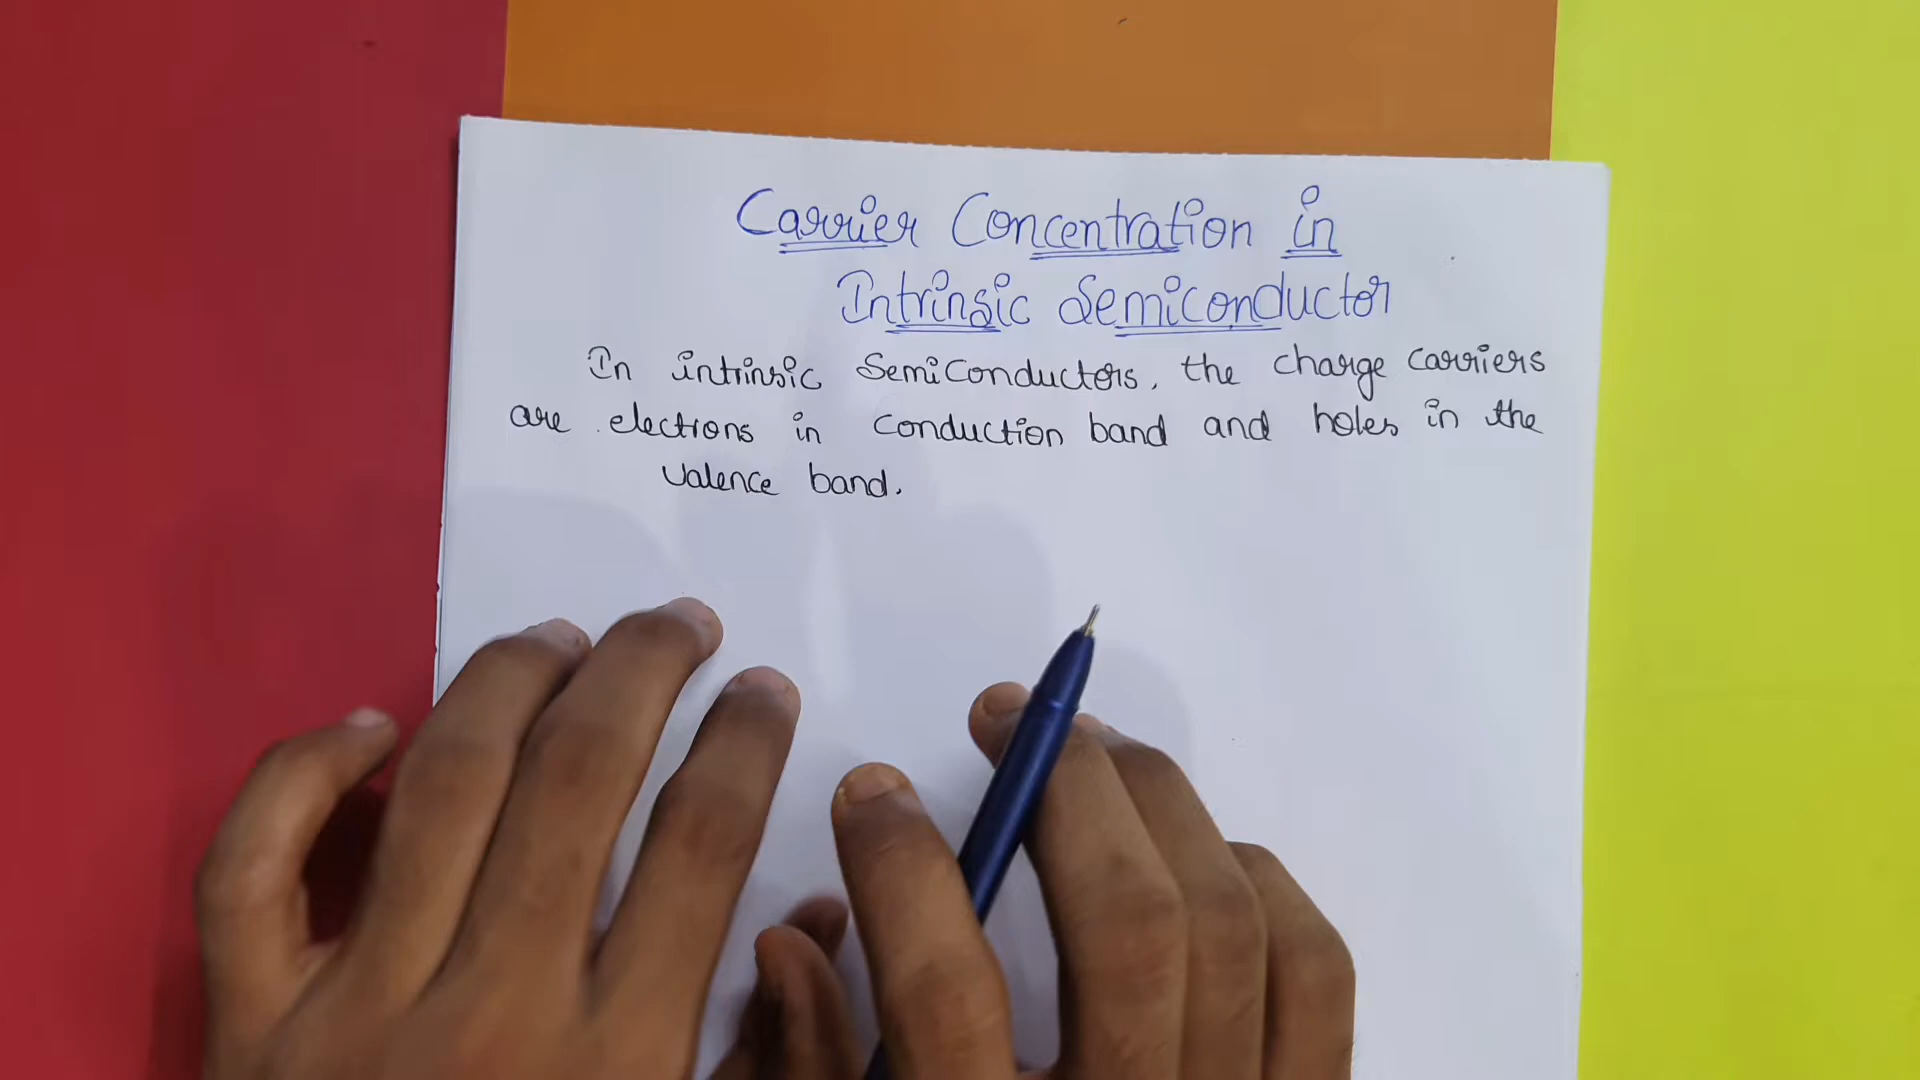 Carrier Concentration in
Intrinsic Semiconductor
In intrinsic SemiConductors, the charge carriers
are electrons in conduction band and holes in the
valence band.